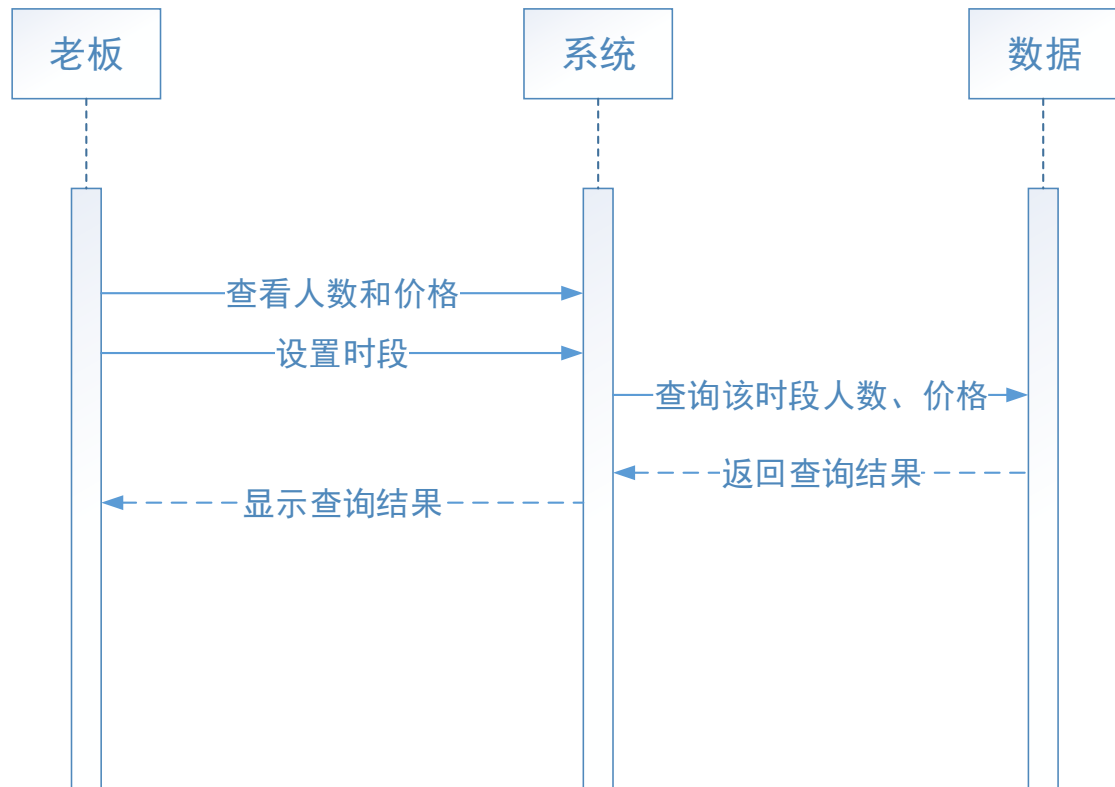 老板
系统
数据
查看人数和价格
设置时段
查询该时段人数、价格
返回查询结果
显示查询结果